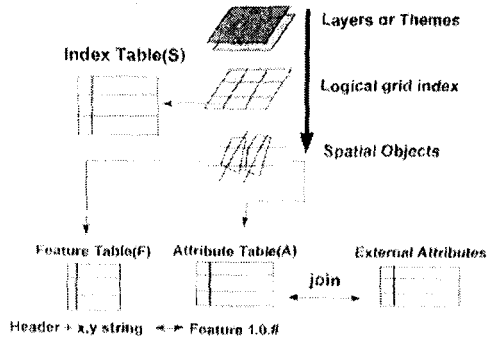 Layers or Themes
Index Table(S)
Logical grid index
Spatial Objects
Feature Table(F) Attribute Table(A) External Attributes
join
Header + x,y string Feature 1.0.#